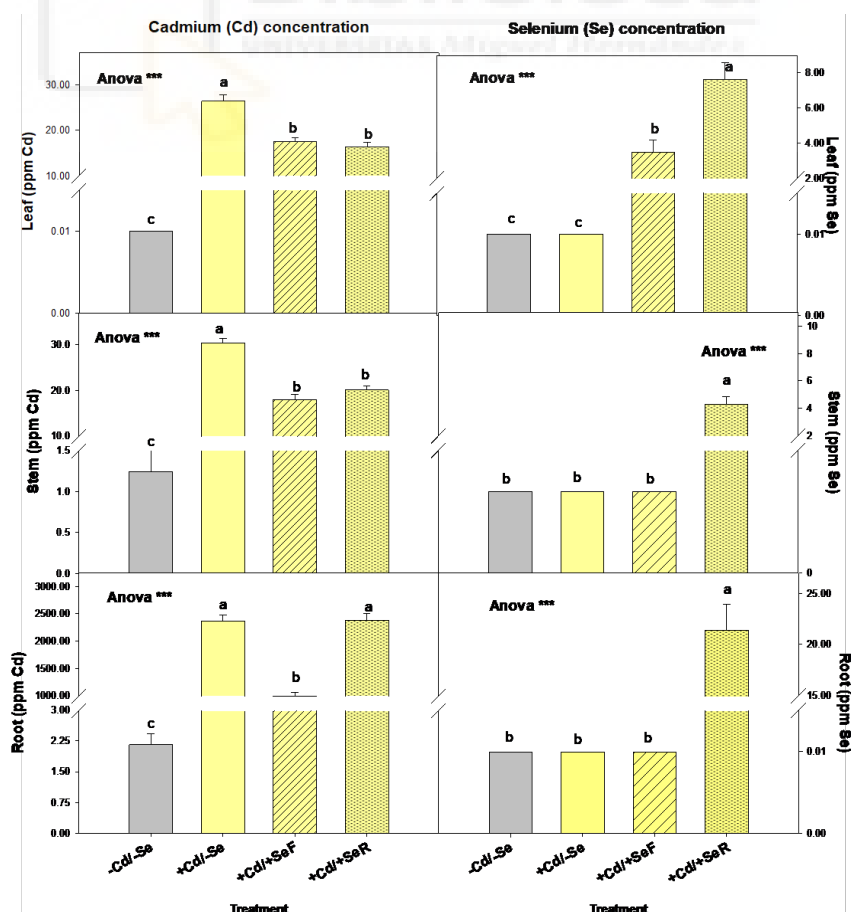 UNIVERSITAS Miguel Hernández
Cadmium (Cd) concentration
Selenium (Se) concentration
Leaf (ppm Cd)
30.00
20.00
10.00
0.01
0.00
Anova ***
c
a
b
b
Anova ***
c
c
b
a
8.00
6.00
4.00
2.00
0.01
0.00
Leaf (ppm Se)
Stem (ppm Cd)
30.0
20.0
10.0
1.5
1.0
0.5
0.0
Anova ***
c
a
b
b
Anova ***
b
b
b
a
10
8
6
4
2
0
Stem (ppm Se)
Root (ppm Cd)
3000.00
2500.00
2000.00
1500.00
1000.00
3.00
2.25
1.50
0.75
0.00
Anova ***
c
a
b
a
Anova ***
b
b
b
a
25.00
20.00
15.00
0.01
0.00
Root (ppm Se)
-Cd/-Se
+Cd/-Se
+Cd/+SeF
+Cd/+SeR
-Cd/-Se
+Cd/-Se
+Cd/+SeF
+Cd/+SeR
Treatment
Treatment